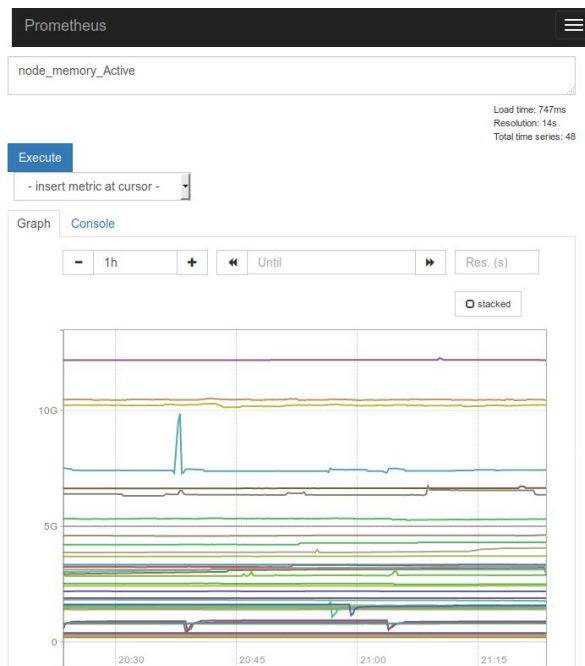 Prometheus
node_memory_Active
Load time: 747ms
Resolution: 14s
Total time series: 48
Execute
- insert metric at cursor -
Graph Console
1h Until Res. (s)
stacked
10G
5G
0
20:30 20:45 21:00 21:15